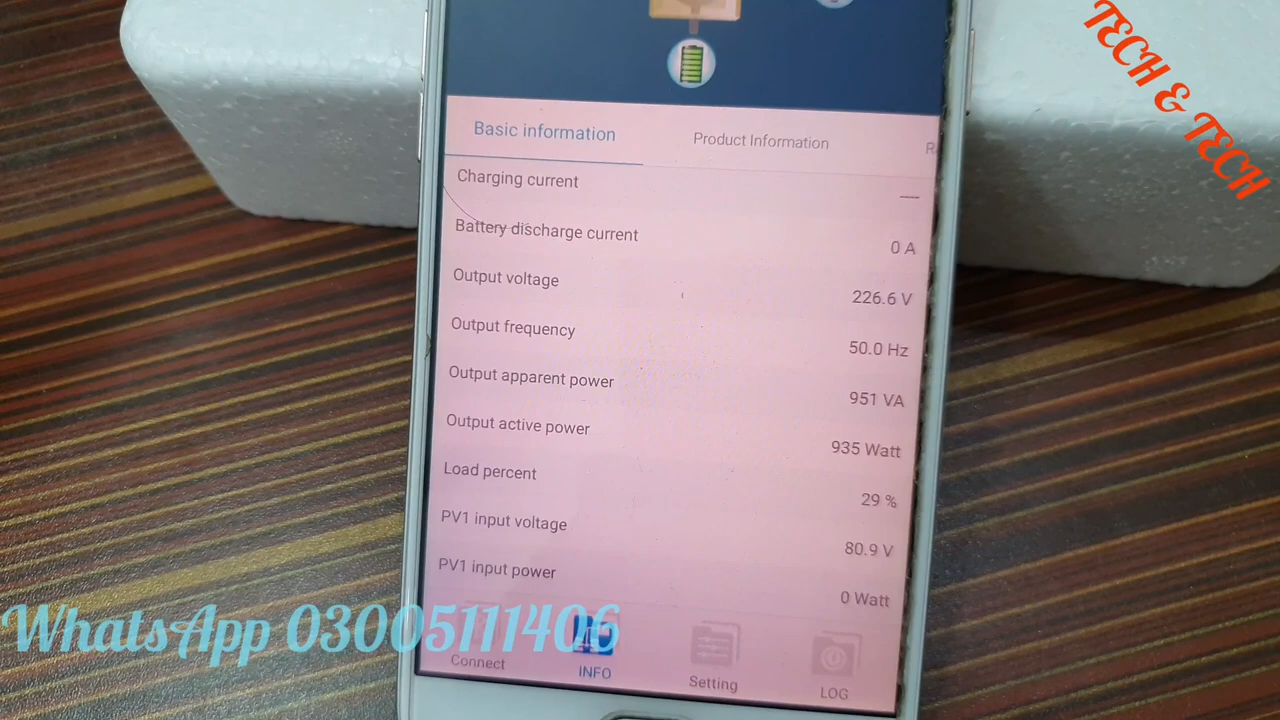 TECH & TECH
Basic information
Product Information
R
Charging current —
Battery discharge current 0 A
Output voltage 226.6 V
Output frequency 50.0 Hz
Output apparent power 951 VA
Output active power 935 Watt
Load percent 29 %
PV1 input voltage 80.9 V
PV1 input power 0 Watt
WhatsApp 03005111406
Connect
INFO
Setting
LOG